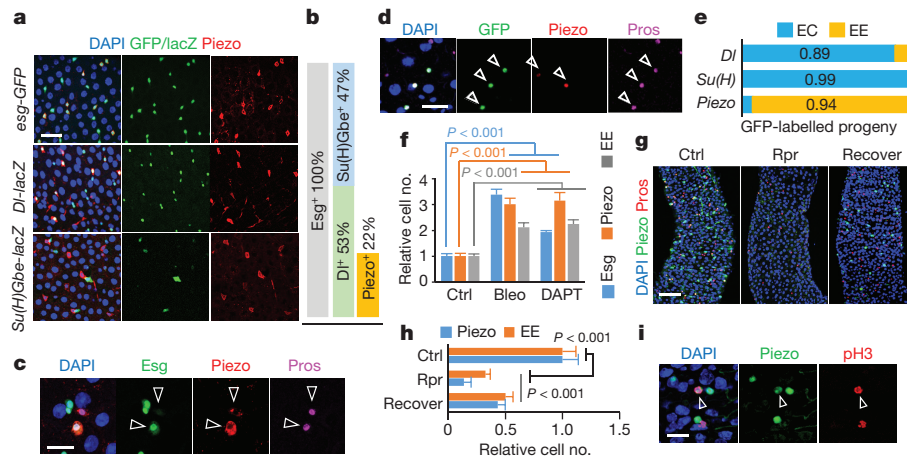 a
DAPI GFP/lacZ Piezo
esg-GFP
Dl-lacZ
Su(H)Gbe-lacZ
b
Esg⁺ 100%
Su(H)Gbe⁺ 47%
Dl⁺ 53%
Piezo⁺ 22%
c
DAPI Esg Piezo Pros
d
DAPI GFP Piezo Pros
e
EC EE
Dl 0.89
Su(H) 0.99
Piezo 0.94
GFP-labelled progeny
f
P < 0.001
P < 0.001
P < 0.001
Relative cell no.
4
3
2
1
0
Ctrl Bleo DAPT
EE
Piezo
Esg
g
Ctrl Rpr Recover
DAPI Piezo Pros
h
Piezo EE
Ctrl
Rpr
Recover
P < 0.001
P < 0.001
0 0.5 1.0 1.5
Relative cell no.
i
DAPI Piezo pH3